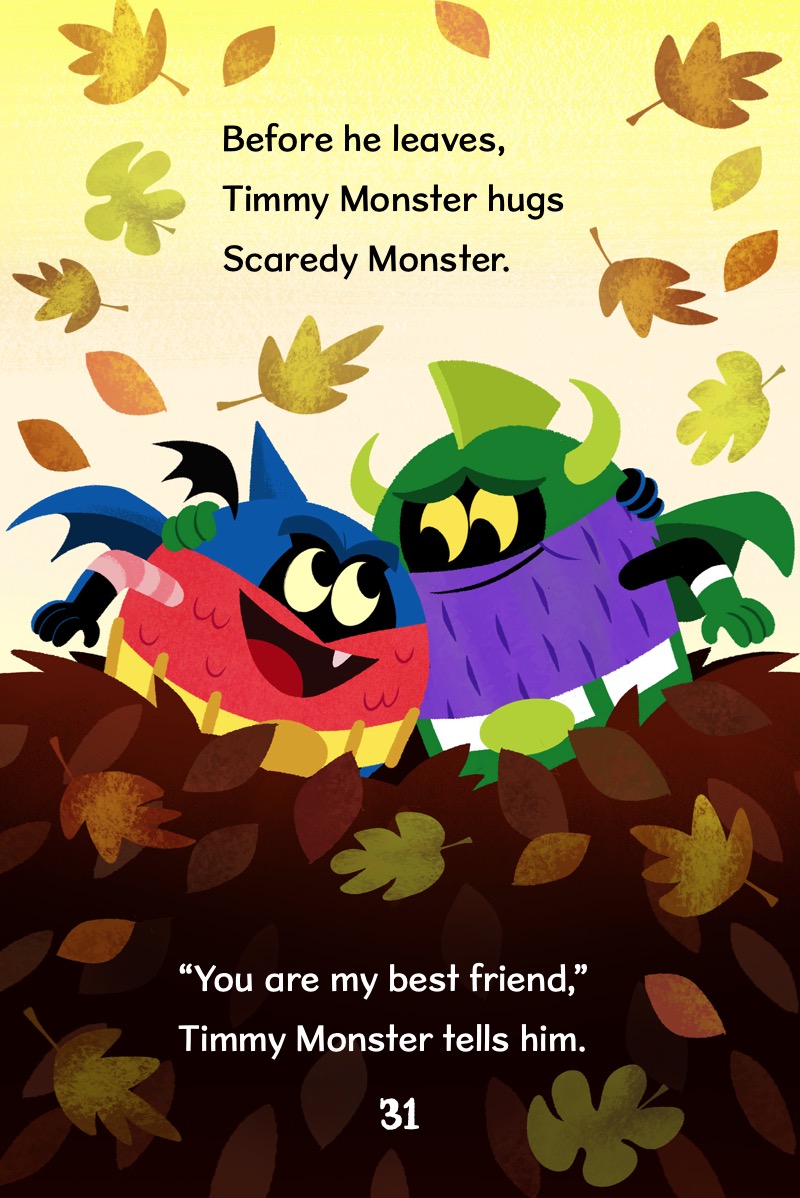 Before he leaves,
Timmy Monster hugs
Scaredy Monster.
“You are my best friend,”
Timmy Monster tells him.
31